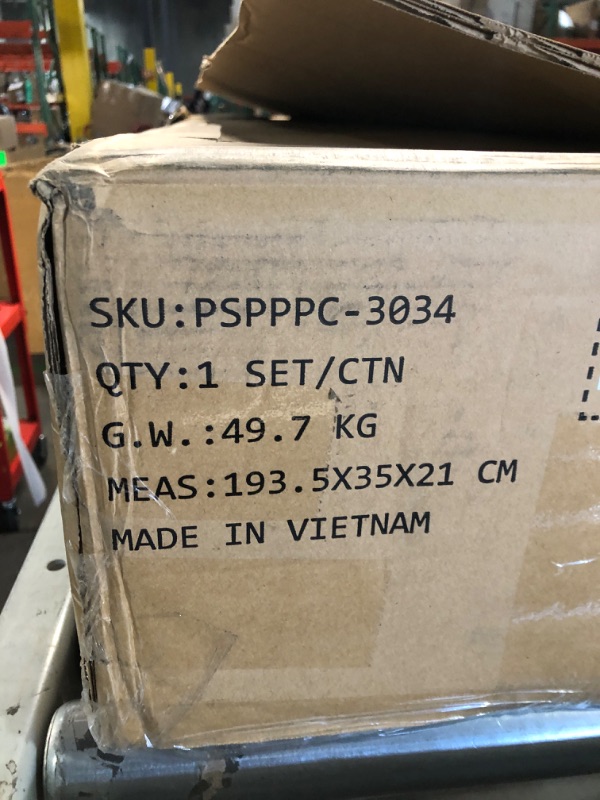 SKU:PSPPPC-3034
QTY:1 SET/CTN
G.W.:49.7 KG
MEAS:193.5X35X21 CM
MADE IN VIETNAM